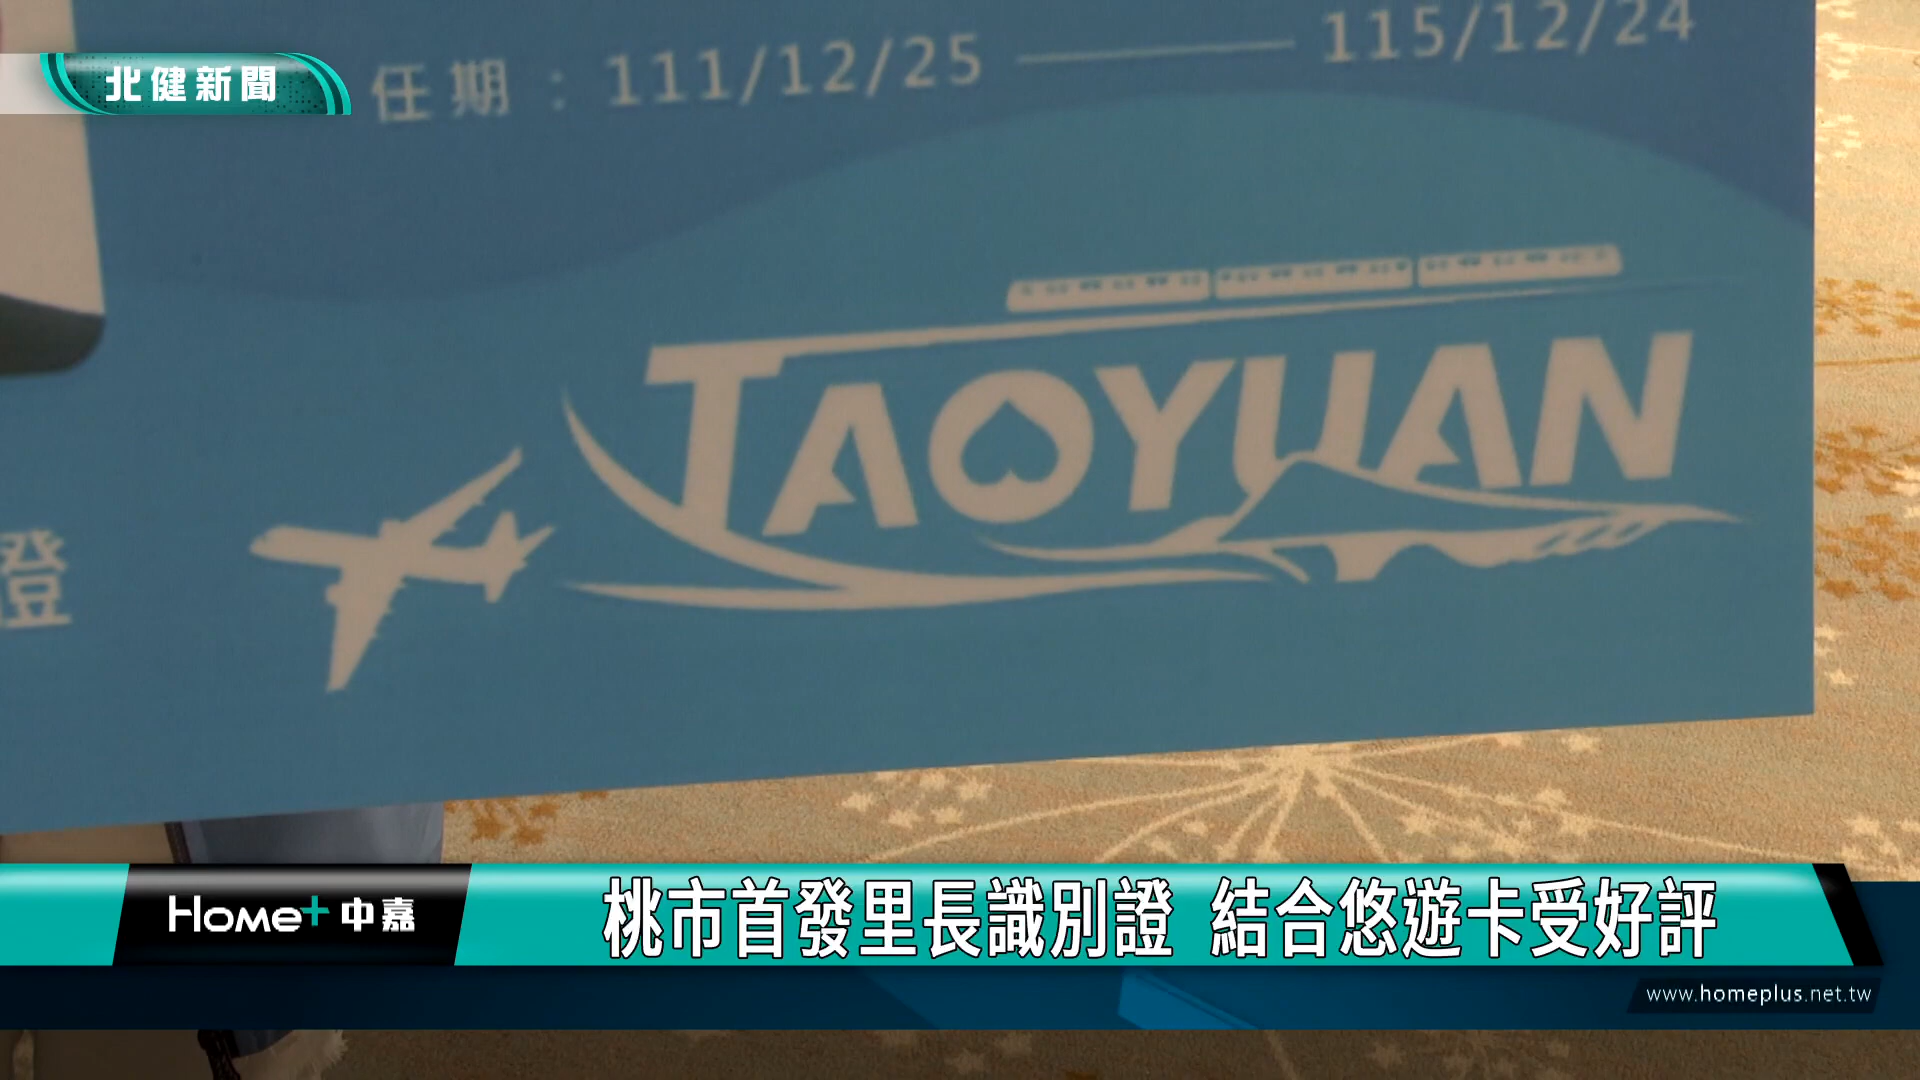 北健新聞
任期：111/12/25 —— 115/12/24
TAOYUAN
證
Home+中嘉
桃市首發里長識別證 結合悠遊卡受好評
www.homeplus.net.tw